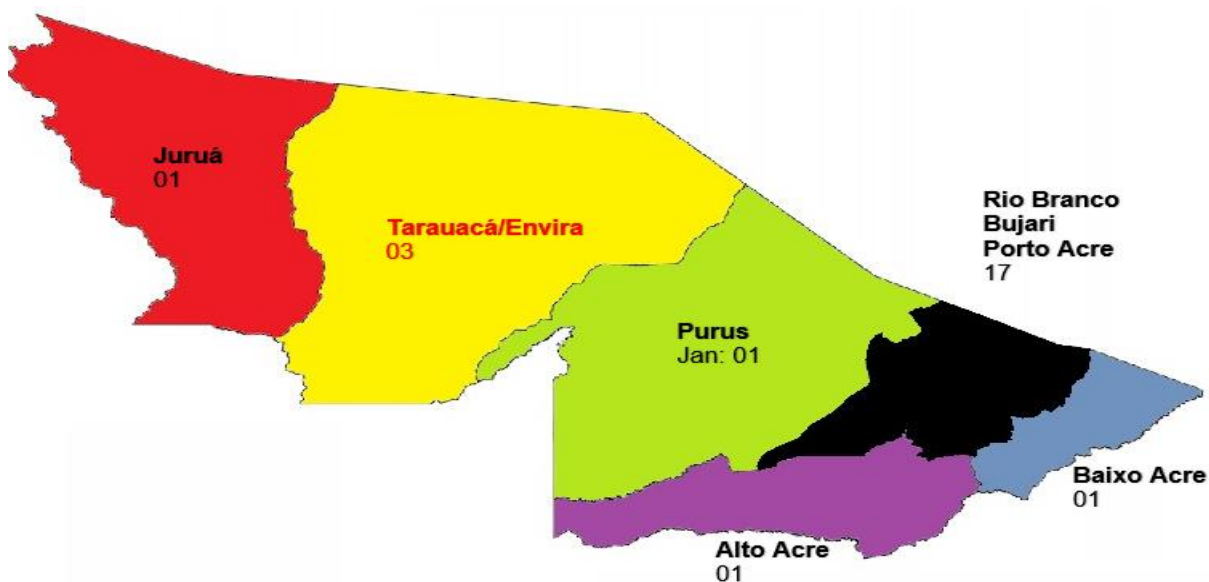 Juruá
01
Tarauacá/Envira
03
Rio Branco
Bujari
Porto Acre
17
Purus
Jan: 01
Baixo Acre
01
Alto Acre
01